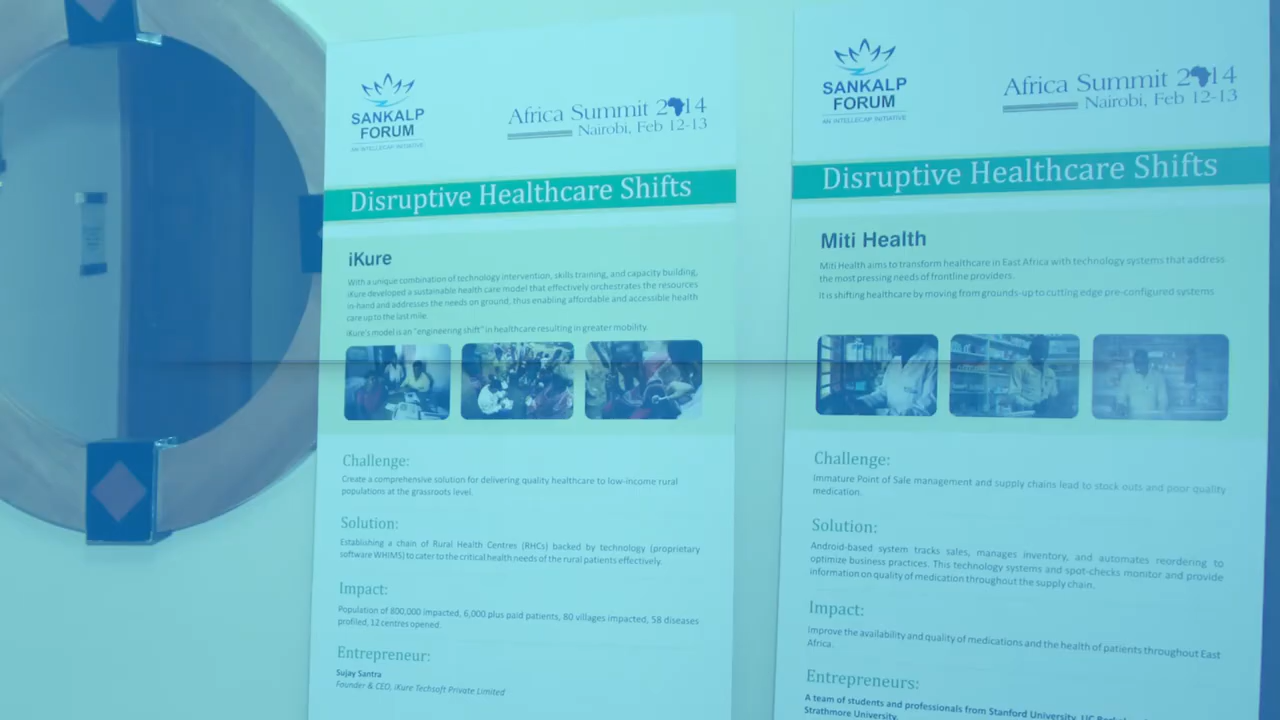 SANKALP
FORUM
AN INTELLECAP INITIATIVE
Africa Summit 2014
Nairobi, Feb 12-13
Disruptive Healthcare Shifts
iKure
With a unique combination of technology intervention, skills training, and capacity building,
iKure developed a sustainable health care model that effectively orchestrates the resources
in-hand and addresses the needs on ground, thus enabling affordable and accessible health
care up to the last mile.
iKure's model is an "engineering shift" in healthcare resulting in greater mobility.
Challenge:
Create a comprehensive solution for delivering quality healthcare to low-income rural
populations at the grassroots level.
Solution:
Establishing a chain of Rural Health Centres (RHCs) backed by technology (proprietary
software WHIMS) to cater to the critical health needs of the rural patients effectively.
Impact:
Population of 800,000 impacted, 6,000 plus paid patients, 80 villages impacted, 58 diseases
profiled, 12 centres opened.
Entrepreneur:
Sujay Santra
Founder & CEO, iKure Techsoft Private Limited
SANKALP
FORUM
AN INTELLECAP INITIATIVE
Africa Summit 2014
Nairobi, Feb 12-13
Disruptive Healthcare Shifts
Miti Health
Miti Health aims to transform healthcare in East Africa with technology systems that address
the most pressing needs of frontline providers.
It is shifting healthcare by moving from grounds-up to cutting edge pre-configured systems
Challenge:
Immature Point of Sale management and supply chains lead to stock outs and poor quality
medication.
Solution:
Android-based system tracks sales, manages inventory, and automates reordering to
optimize business practices. This technology systems and spot-checks monitor and provide
information on quality of medication throughout the supply chain.
Impact:
Improve the availability and quality of medications and the health of patients throughout East
Africa.
Entrepreneurs:
A team of students and professionals from Stanford University, UC
Strathmore University.